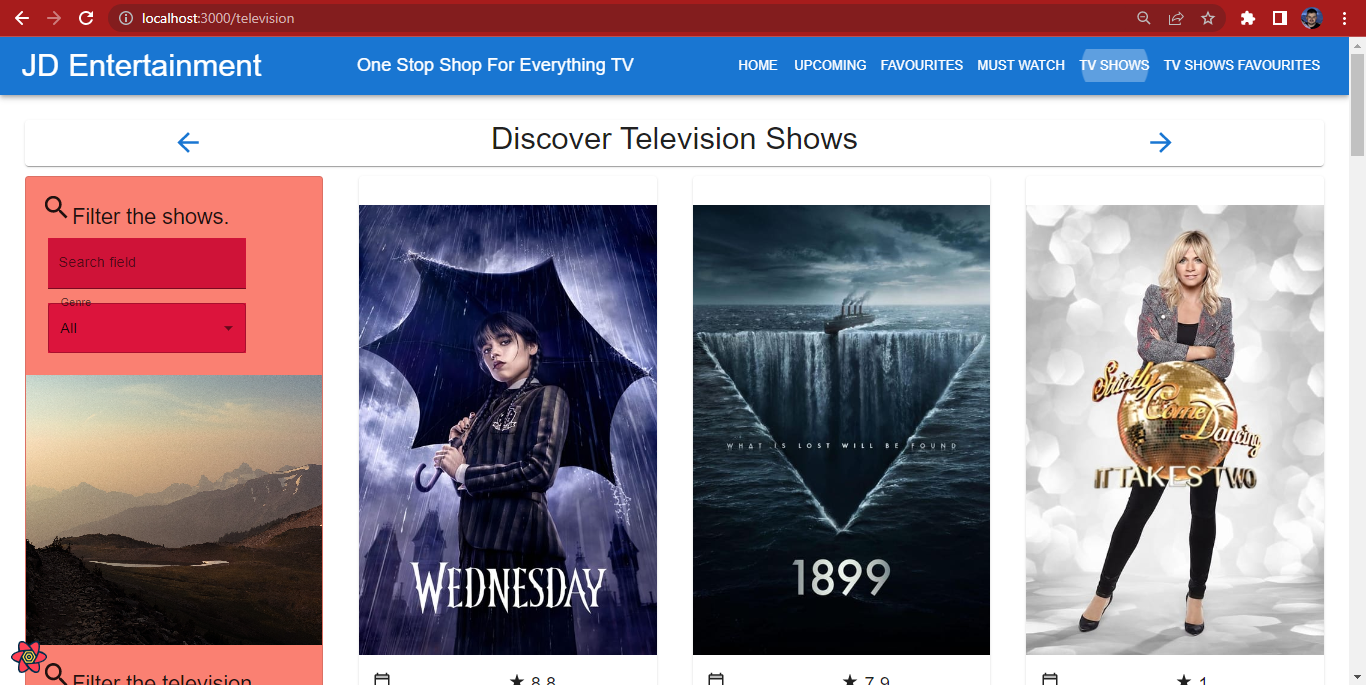 localhost:3000/television
JD Entertainment
One Stop Shop For Everything TV
HOME
UPCOMING
FAVOURITES
MUST WATCH
TV SHOWS
TV SHOWS FAVOURITES
Discover Television Shows
Filter the shows.
Search field
Genre
All
WEDNESDAY
WHAT IS LOST WILL BE FOUND
1899
Strictly
Come
Dancing
IT TAKES TWO
Filter the television
8.8
7.9
1